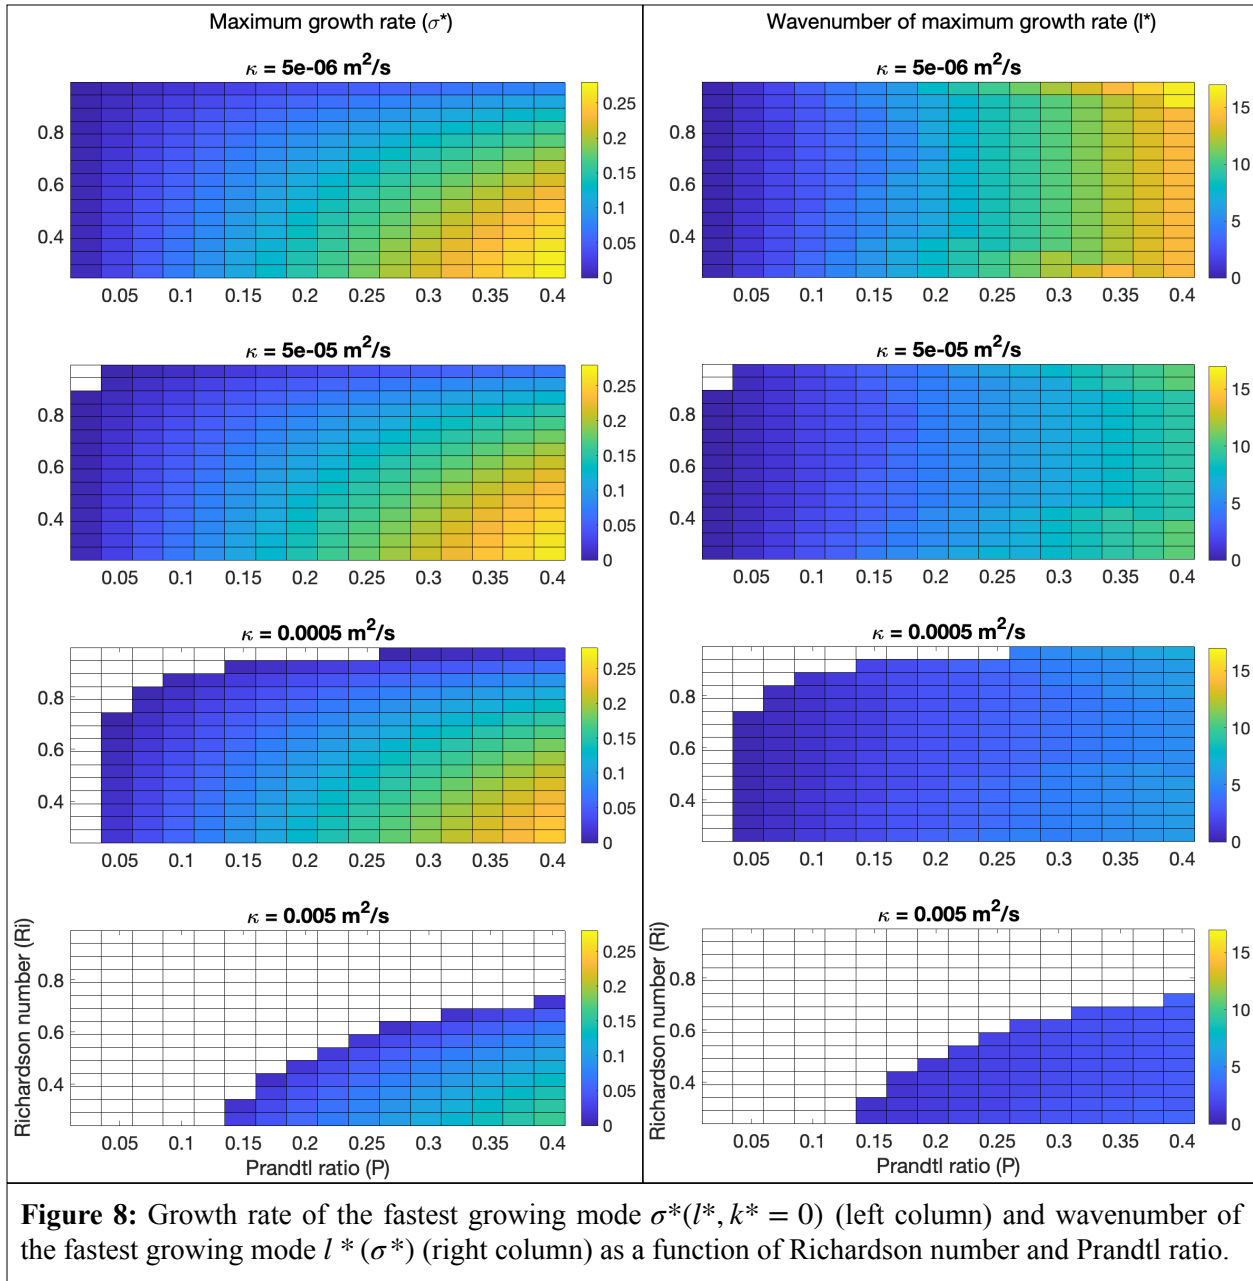 Maximum growth rate (σ*)
Wavenumber of maximum growth rate (l*)
κ = 5e-06 m²/s
0.8
0.6
0.4
0.05 0.1 0.15 0.2 0.25 0.3 0.35 0.4
0.25
0.2
0.15
0.1
0.05
0
κ = 5e-06 m²/s
0.8
0.6
0.4
0.05 0.1 0.15 0.2 0.25 0.3 0.35 0.4
15
10
5
0
κ = 5e-05 m²/s
0.8
0.6
0.4
0.05 0.1 0.15 0.2 0.25 0.3 0.35 0.4
0.25
0.2
0.15
0.1
0.05
0
κ = 5e-05 m²/s
0.8
0.6
0.4
0.05 0.1 0.15 0.2 0.25 0.3 0.35 0.4
15
10
5
0
κ = 0.0005 m²/s
0.8
0.6
0.4
0.05 0.1 0.15 0.2 0.25 0.3 0.35 0.4
0.25
0.2
0.15
0.1
0.05
0
κ = 0.0005 m²/s
0.8
0.6
0.4
0.05 0.1 0.15 0.2 0.25 0.3 0.35 0.4
15
10
5
0
κ = 0.005 m²/s
Richardson number (Ri)
0.8
0.6
0.4
0.05 0.1 0.15 0.2 0.25 0.3 0.35 0.4
Prandtl ratio (P)
0.25
0.2
0.15
0.1
0.05
0
κ = 0.005 m²/s
Richardson number (Ri)
0.8
0.6
0.4
0.05 0.1 0.15 0.2 0.25 0.3 0.35 0.4
Prandtl ratio (P)
15
10
5
0
Figure 8: Growth rate of the fastest growing mode σ*(l*, k* = 0) (left column) and wavenumber of
the fastest growing mode l * (σ*) (right column) as a function of Richardson number and Prandtl ratio.